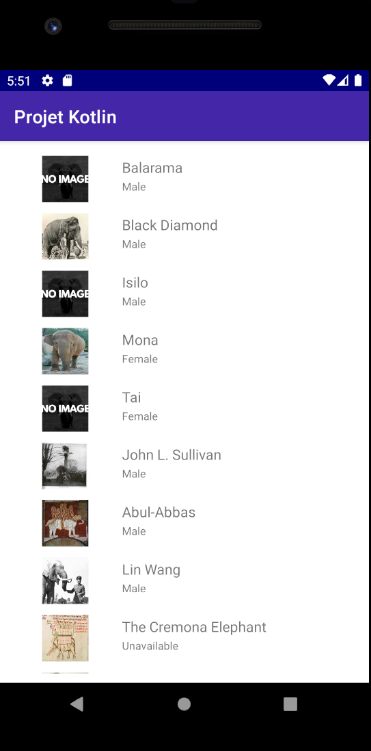 5:51
Projet Kotlin
NO IMAGE
Balarama
Male
Black Diamond
Male
NO IMAGE
Isilo
Male
Mona
Female
NO IMAGE
Tai
Female
John L. Sullivan
Male
Abul-Abbas
Male
Lin Wang
Male
The Cremona Elephant
Unavailable